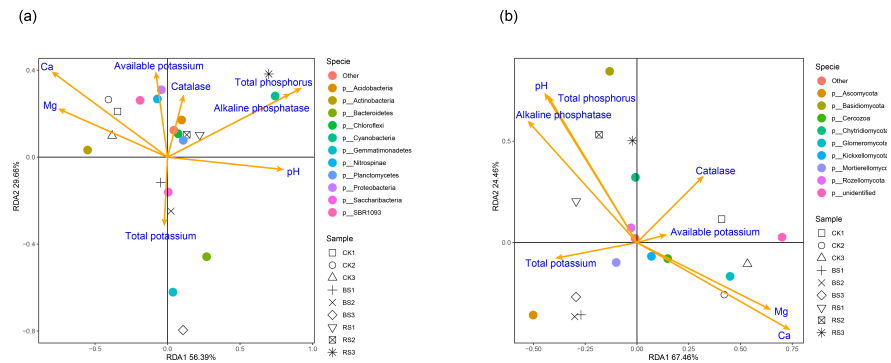 (a)
0.4
0.0
−0.4
−0.8
−0.5
0.0
0.5
1.0
RDA1 56.39%
RDA2 29.66%
Ca
Mg
Available potassium
Catalase
Total phosphorus
Alkaline phosphatase
pH
Total potassium
Specie
Other
p__Acidobacteria
p__Actinobacteria
p__Bacteroidetes
p__Chloroflexi
p__Cyanobacteria
p__Gemmatimonadetes
p__Nitrospinae
p__Planctomycetes
p__Proteobacteria
p__Saccharibacteria
p__SBR1093
Sample
CK1
CK2
CK3
BS1
BS2
BS3
RS1
RS2
RS3
(b)
0.5
0.0
−0.50
−0.25
0.00
0.25
0.50
0.75
RDA1 67.46%
RDA2 24.46%
pH
Total phosphorus
Alkaline phosphatase
Catalase
Available potassium
Total potassium
Mg
Ca
Specie
Other
p__Ascomycota
p__Basidiomycota
p__Cercozoa
p__Chytridiomycota
p__Glomeromycota
p__Kickxellomycota
p__Mortierellomycota
p__Rozellomycota
p__unidentified
Sample
CK1
CK2
CK3
BS1
BS2
BS3
RS1
RS2
RS3